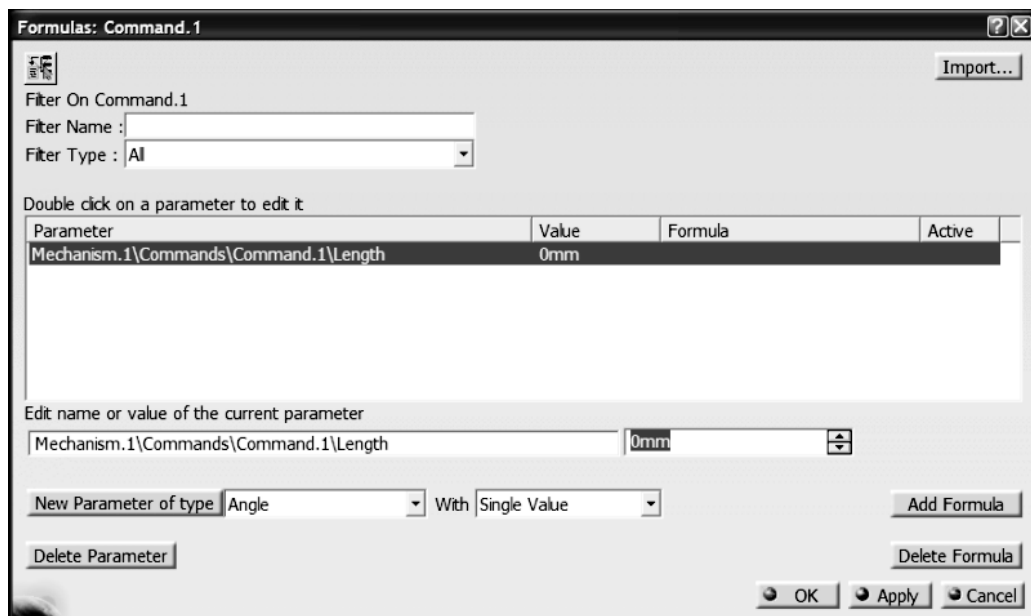 Formulas: Command.1
Import...
Filter On Command.1
Filter Name :
Filter Type : All
Double click on a parameter to edit it
Parameter Value Formula Active
Mechanism.1\Commands\Command.1\Length 0mm
Edit name or value of the current parameter
Mechanism.1\Commands\Command.1\Length 0mm
New Parameter of type Angle With Single Value Add Formula
Delete Parameter Delete Formula
OK Apply Cancel